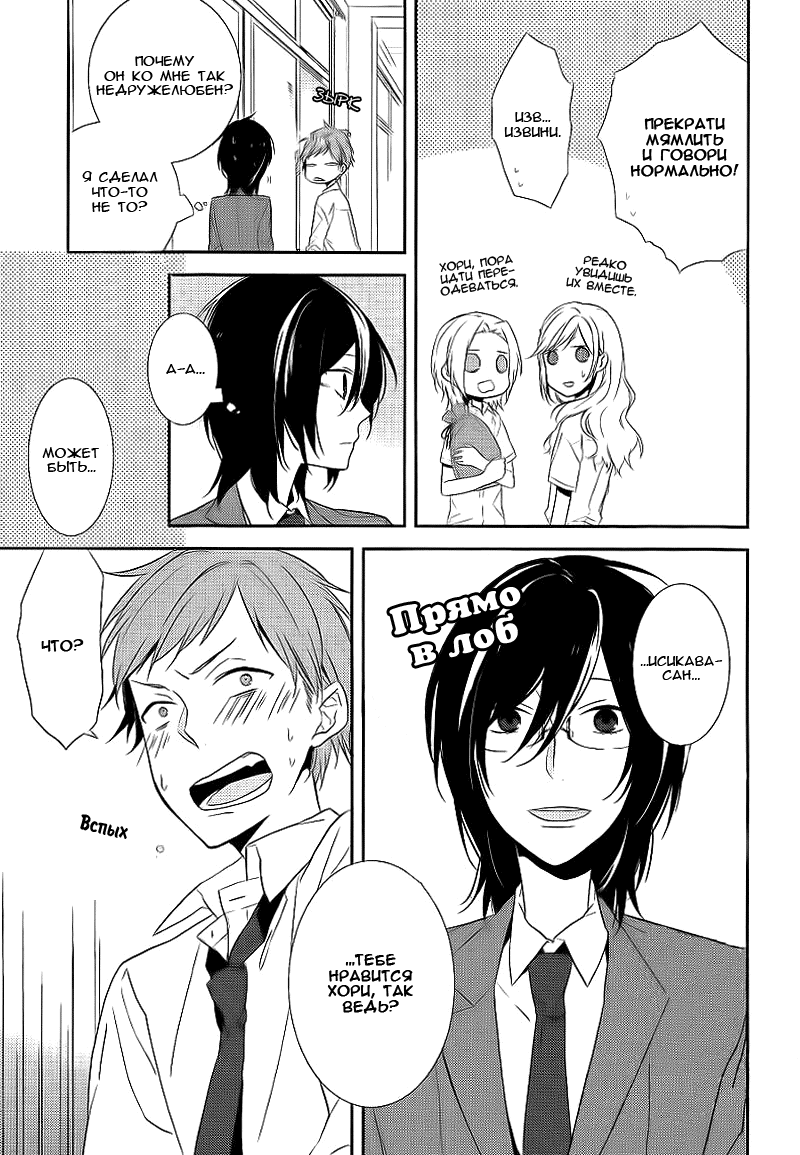 ПРЕКРАТИ
МЯМЛИТЬ
И ГОВОРИ
НОРМАЛЬНО!
ИЗВ...
ИЗВИНИ.
РЕДКО
УВИДИШЬ
ИХ ВМЕСТЕ.
ХОРИ, ПОРА
ИДТИ ПЕРЕ-
ОДЕВАТЬСЯ.
ПОЧЕМУ
ОН КО МНЕ ТАК
НЕДРУЖЕЛЮБЕН?
ЗЫРК
Я СДЕЛАЛ
ЧТО-ТО
НЕ ТО?
А-А...
МОЖЕТ
БЫТЬ...
Прямо
в лоб
...ИСИКАВА-
САН...
...ТЕБЕ
НРАВИТСЯ
ХОРИ, ТАК
ВЕДЬ?
ЧТО?
Вспых